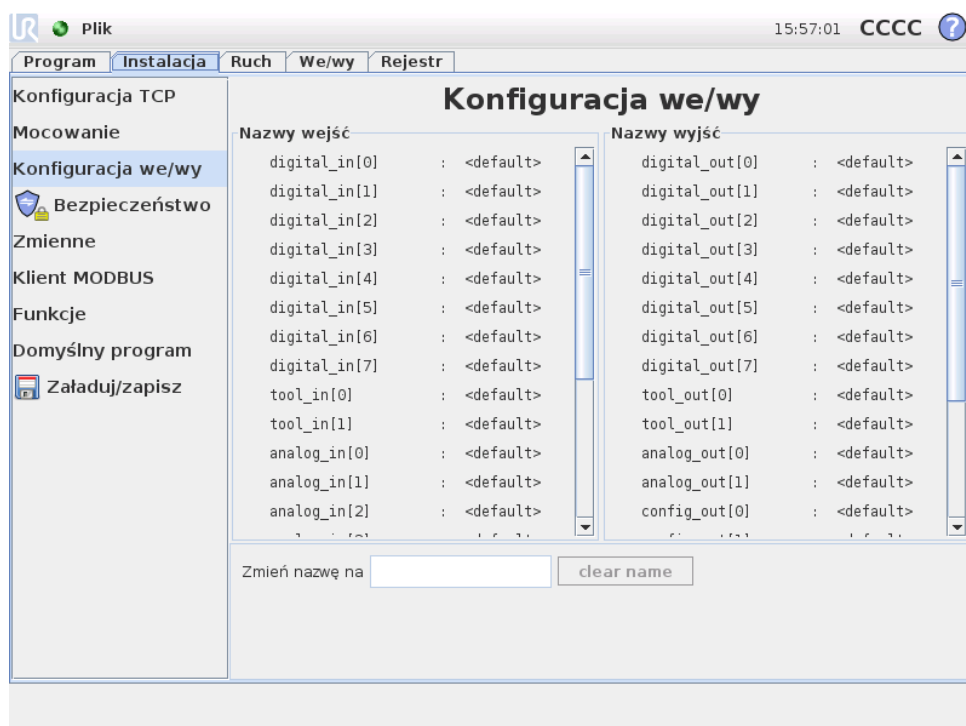 UR Plik 15:57:01 CCCC ?
Program Instalacja Ruch We/wy Rejestr
Konfiguracja TCP
Mocowanie
Konfiguracja we/wy
Bezpieczeństwo
Zmienne
Klient MODBUS
Funkcje
Domyślny program
Załaduj/zapisz
Konfiguracja we/wy
Nazwy wejść
digital_in[0] : <default>
digital_in[1] : <default>
digital_in[2] : <default>
digital_in[3] : <default>
digital_in[4] : <default>
digital_in[5] : <default>
digital_in[6] : <default>
digital_in[7] : <default>
tool_in[0] : <default>
tool_in[1] : <default>
analog_in[0] : <default>
analog_in[1] : <default>
analog_in[2] : <default>
Nazwy wyjść
digital_out[0] : <default>
digital_out[1] : <default>
digital_out[2] : <default>
digital_out[3] : <default>
digital_out[4] : <default>
digital_out[5] : <default>
digital_out[6] : <default>
digital_out[7] : <default>
tool_out[0] : <default>
tool_out[1] : <default>
analog_out[0] : <default>
analog_out[1] : <default>
config_out[0] : <default>
Zmień nazwę na clear name